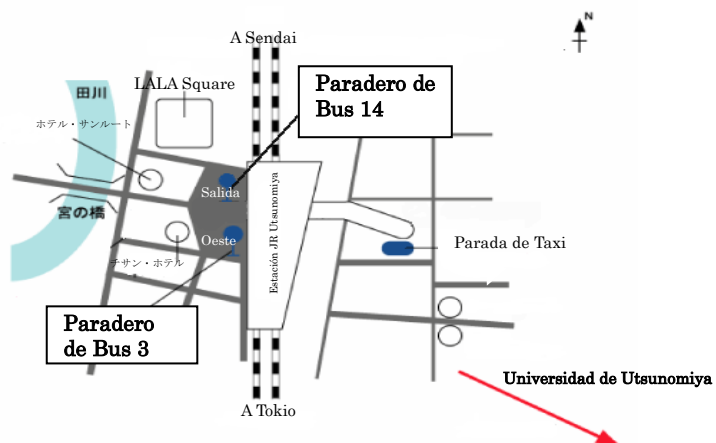 N
A Sendai
LALA Square
Paradero de
Bus 14
田川
ホテル・サンルート
Salida
宮の橋
Estación JR Utsunomiya
Oeste
Parada de Taxi
チサン・ホテル
Paradero
de Bus 3
Universidad de Utsunomiya
A Tokio